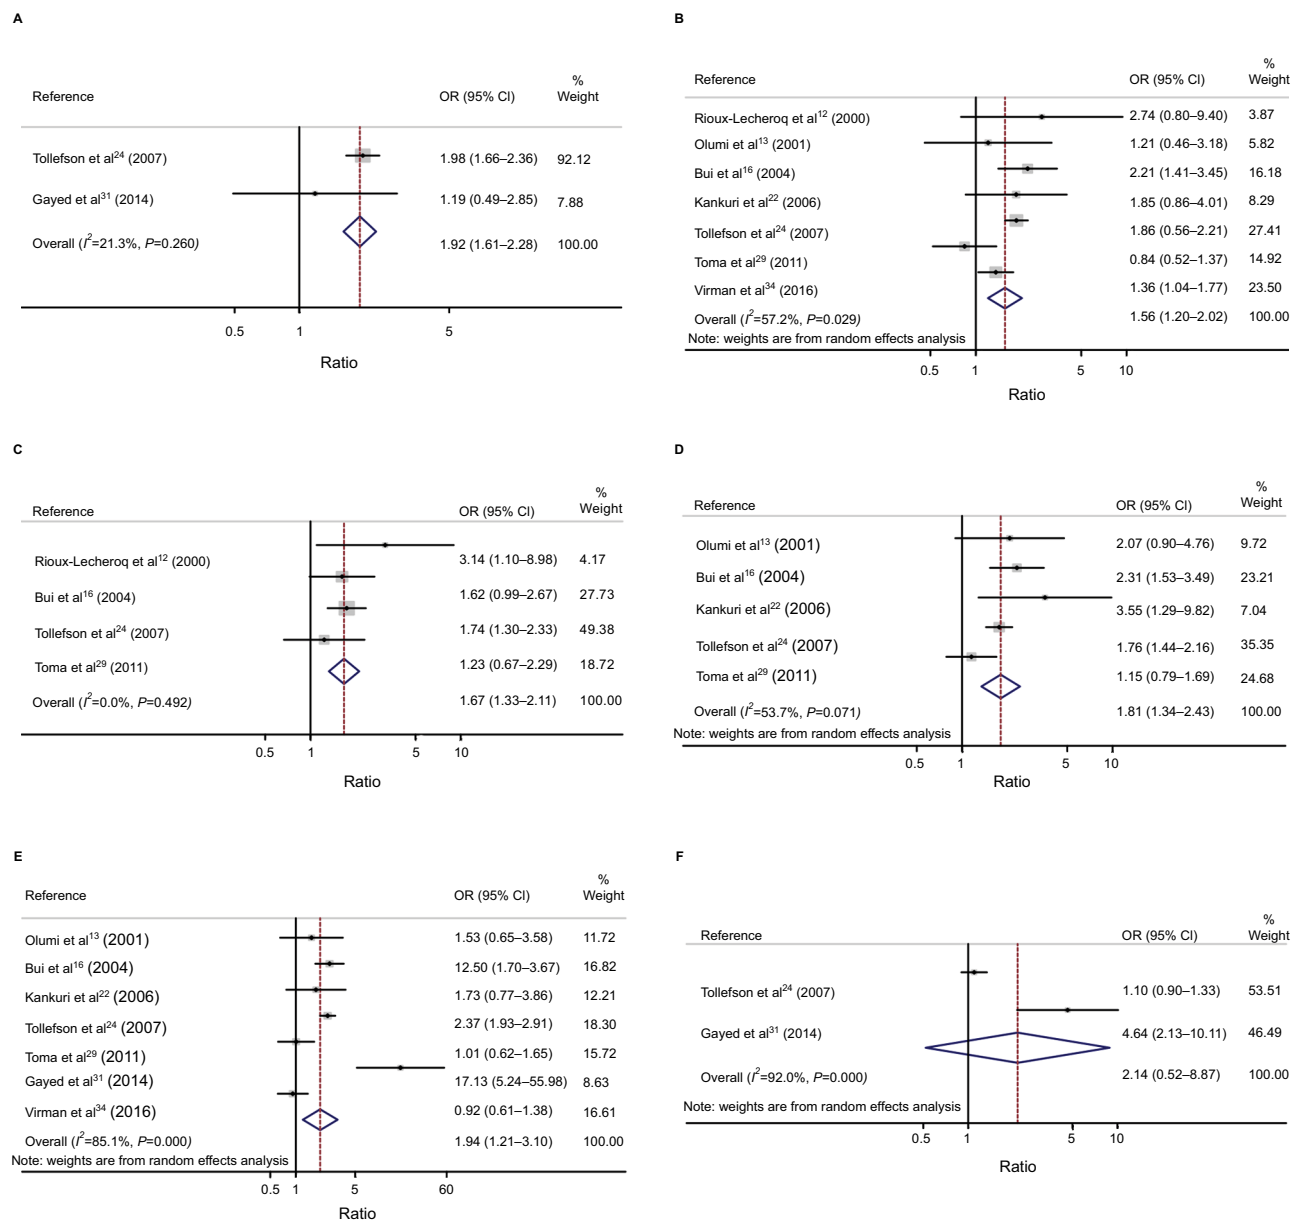 A
%
Reference OR (95% CI) Weight
Tollefson et al24 (2007) 1.98 (1.66–2.36) 92.12
Gayed et al31 (2014) 1.19 (0.49–2.85) 7.88
Overall (I2=21.3%, P=0.260) 1.92 (1.61–2.28) 100.00
0.5 1 5
Ratio
B
%
Reference OR (95% CI) Weight
Rioux-Lecheroq et al12 (2000) 2.74 (0.80–9.40) 3.87
Olumi et al13 (2001) 1.21 (0.46–3.18) 5.82
Bui et al16 (2004) 2.21 (1.41–3.45) 16.18
Kankuri et al22 (2006) 1.85 (0.86–4.01) 8.29
Tollefson et al24 (2007) 1.86 (0.56–2.21) 27.41
Toma et al29 (2011) 0.84 (0.52–1.37) 14.92
Virman et al34 (2016) 1.36 (1.04–1.77) 23.50
Overall (I2=57.2%, P=0.029) 1.56 (1.20–2.02) 100.00
Note: weights are from random effects analysis
0.5 1 5 10
Ratio
C
%
Reference OR (95% CI) Weight
Rioux-Lecheroq et al12 (2000) 3.14 (1.10–8.98) 4.17
Bui et al16 (2004) 1.62 (0.99–2.67) 27.73
Tollefson et al24 (2007) 1.74 (1.30–2.33) 49.38
Toma et al29 (2011) 1.23 (0.67–2.29) 18.72
Overall (I2=0.0%, P=0.492) 1.67 (1.33–2.11) 100.00
0.5 1 5 10
Ratio
D
%
Reference OR (95% CI) Weight
Olumi et al13 (2001) 2.07 (0.90–4.76) 9.72
Bui et al16 (2004) 2.31 (1.53–3.49) 23.21
Kankuri et al22 (2006) 3.55 (1.29–9.82) 7.04
Tollefson et al24 (2007) 1.76 (1.44–2.16) 35.35
Toma et al29 (2011) 1.15 (0.79–1.69) 24.68
Overall (I2=53.7%, P=0.071) 1.81 (1.34–2.43) 100.00
Note: weights are from random effects analysis
0.5 1 5 10
Ratio
E
%
Reference OR (95% CI) Weight
Olumi et al13 (2001) 1.53 (0.65–3.58) 11.72
Bui et al16 (2004) 12.50 (1.70–3.67) 16.82
Kankuri et al22 (2006) 1.73 (0.77–3.86) 12.21
Tollefson et al24 (2007) 2.37 (1.93–2.91) 18.30
Toma et al29 (2011) 1.01 (0.62–1.65) 15.72
Gayed et al31 (2014) 17.13 (5.24–55.98) 8.63
Virman et al34 (2016) 0.92 (0.61–1.38) 16.61
Overall (I2=85.1%, P=0.000) 1.94 (1.21–3.10) 100.00
Note: weights are from random effects analysis
0.5 1 5 60
Ratio
F
%
Reference OR (95% CI) Weight
Tollefson et al24 (2007) 1.10 (0.90–1.33) 53.51
Gayed et al31 (2014) 4.64 (2.13–10.11) 46.49
Overall (I2=92.0%, P=0.000) 2.14 (0.52–8.87) 100.00
Note: weights are from random effects analysis
0.5 1 5 10
Ratio